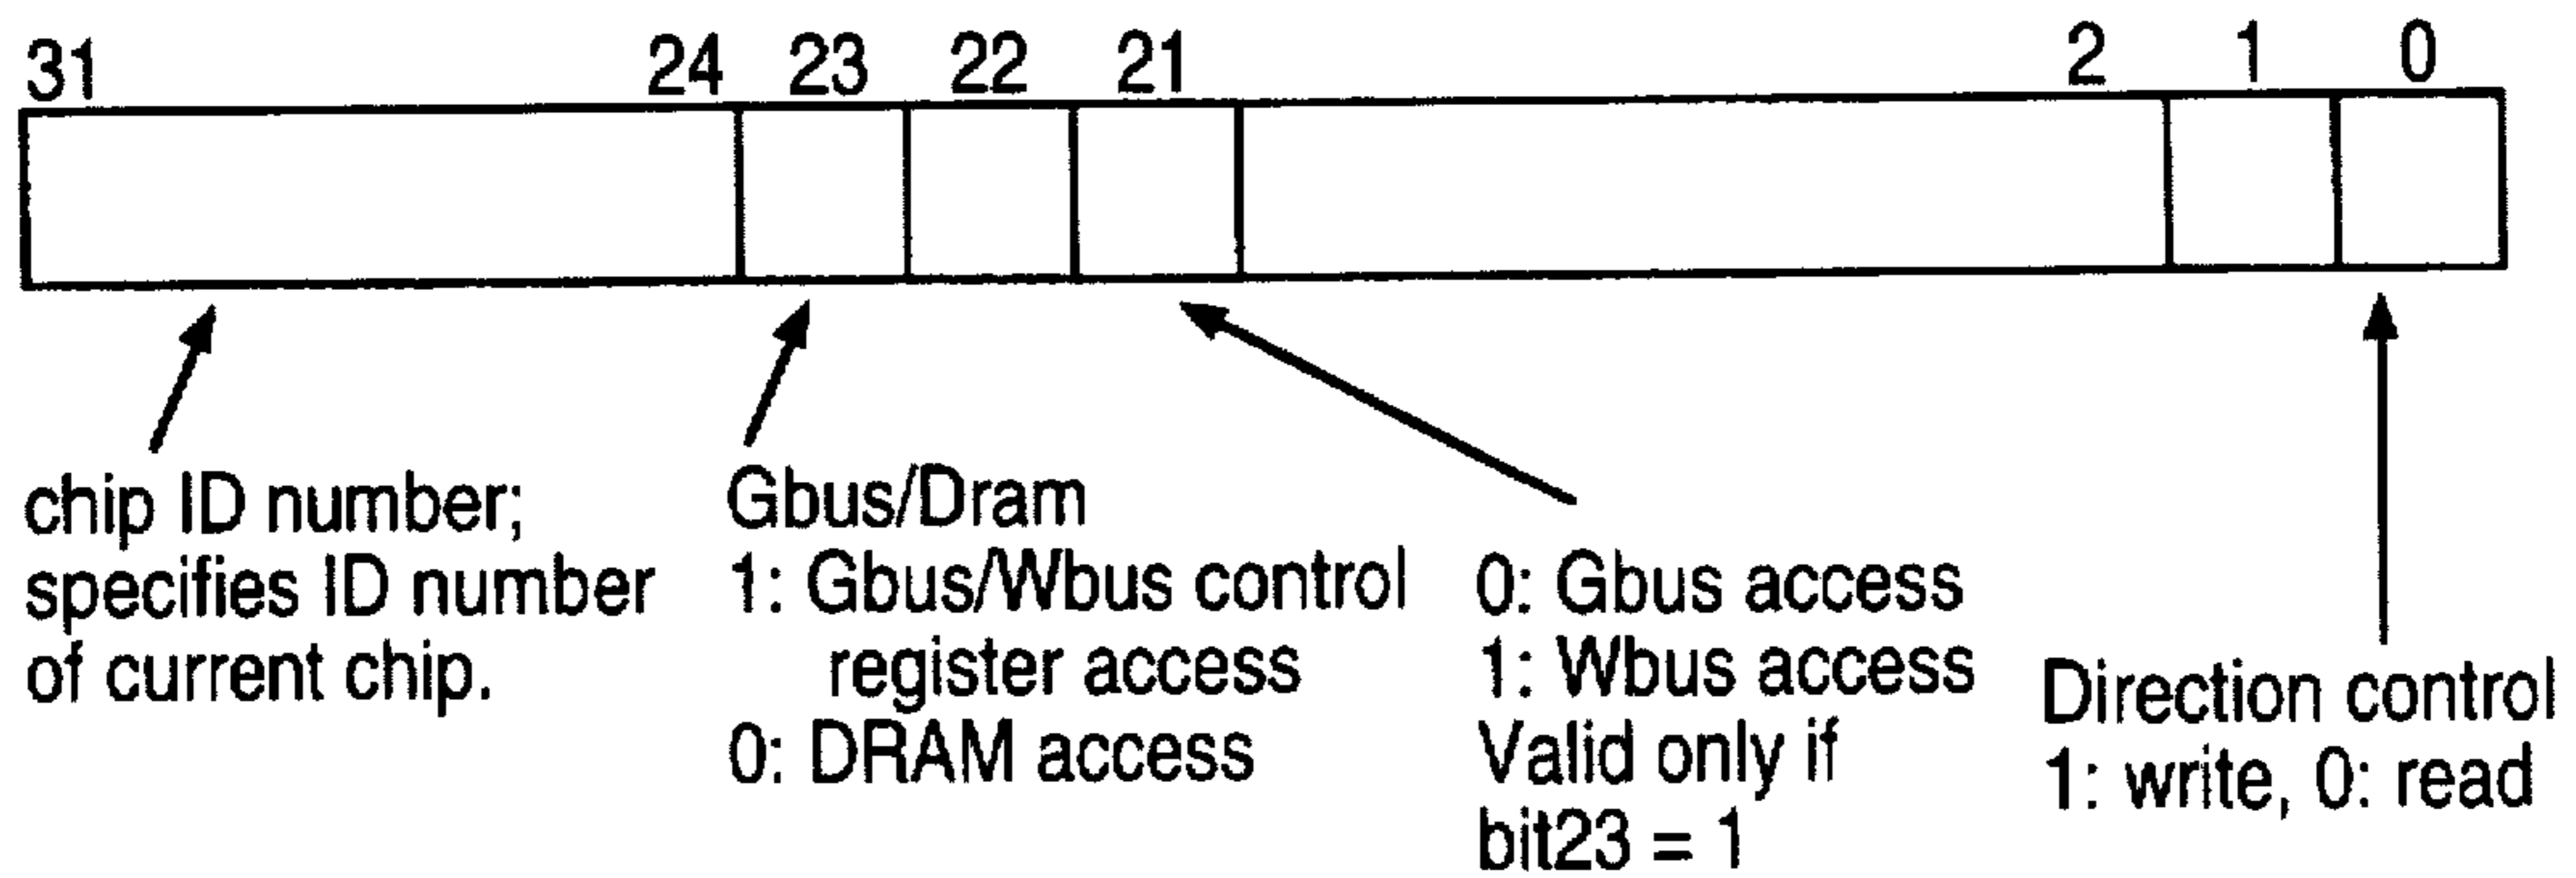 31 24 23 22 21 2 1 0
chip ID number;
specifies ID number
of current chip.
Gbus/Dram
1: Gbus/Wbus control
register access
0: DRAM access
0: Gbus access
1: Wbus access
Valid only if
bit23 = 1
Direction control
1: write, 0: read